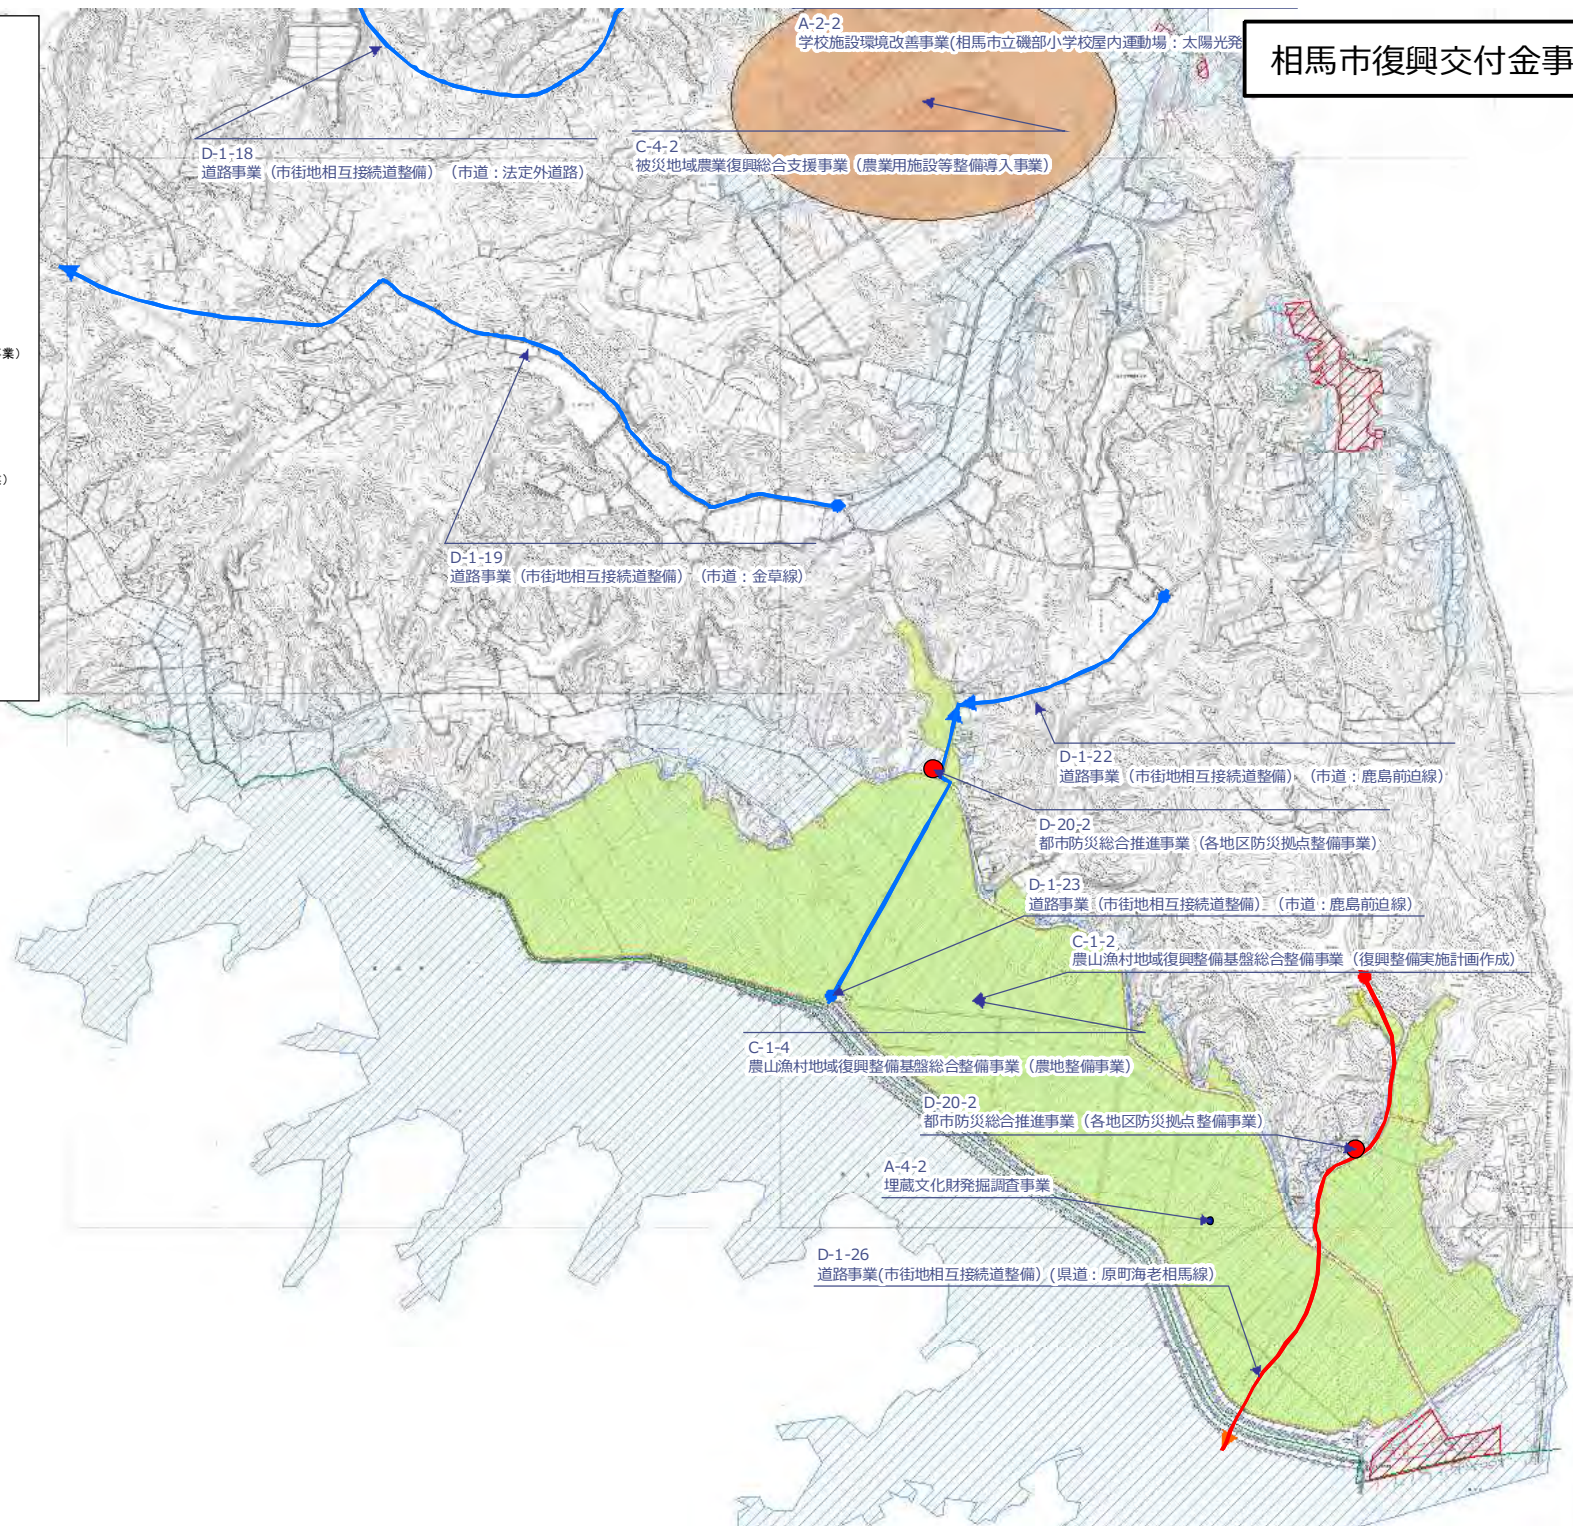 A-2-2
学校施設環境改善事業(相馬市立磯部小学校屋内運動場：太陽光発
相馬市復興交付金事
D-1-18
道路事業（市街地相互接続道整備）（市道：法定外道路）
C-4-2
被災地域農業復興総合支援事業（農業用施設等整備導入事業）
業）
D-1-19
道路事業（市街地相互接続道整備）（市道：金草線）
D-1-22
道路事業（市街地相互接続道整備）（市道：鹿島前迫線）
D-20-2
都市防災総合推進事業（各地区防災拠点整備事業）
D-1-23
道路事業（市街地相互接続道整備）（市道：鹿島前迫線）
C-1-2
農山漁村地域復興整備基盤総合整備事業（復興整備実施計画作成）
C-1-4
農山漁村地域復興整備基盤総合整備事業（農地整備事業）
D-20-2
都市防災総合推進事業（各地区防災拠点整備事業）
A-4-2
埋蔵文化財発掘調査事業
D-1-26
道路事業(市街地相互接続道整備）(県道：原町海老相馬線）